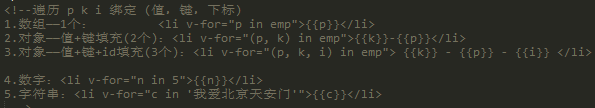 <!--遍历 p k i 绑定 (值，键，下标)
1.数组——1个:  <li v-for="p in emp">{{p}}</li>
2.对象——值+键填充(2个): <li v-for="(p, k) in emp">{{k}}-{{p}}</li>
3.对象——值+键+id填充(3个): <li v-for="(p, k, i) in emp"> {{k}} - {{p}} - {{i}} </li>
4.数字: <li v-for="n in 5">{{n}}</li>
5.字符串: <li v-for="c in '我爱北京天安门'">{{c}}</li>